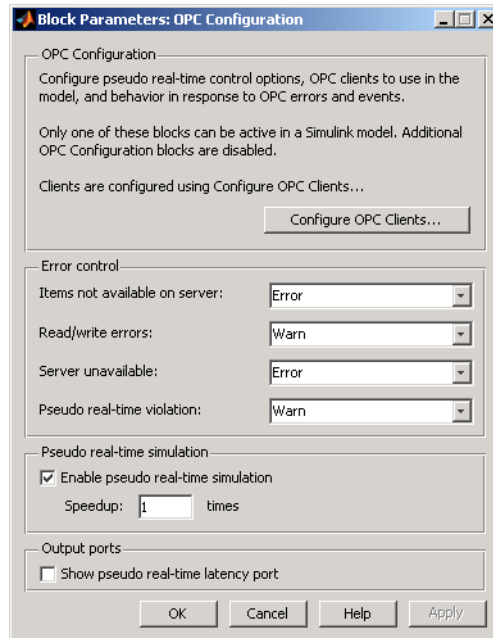 Block Parameters: OPC Configuration
OPC Configuration
Configure pseudo real-time control options, OPC clients to use in the
model, and behavior in response to OPC errors and events.
Only one of these blocks can be active in a Simulink model. Additional
OPC Configuration blocks are disabled.
Clients are configured using Configure OPC Clients...
Configure OPC Clients...
Error control
Items not available on server: Error
Read/write errors: Warn
Server unavailable: Error
Pseudo real-time violation: Warn
Pseudo real-time simulation
Enable pseudo real-time simulation
Speedup: 1 times
Output ports
Show pseudo real-time latency port
OK Cancel Help Apply